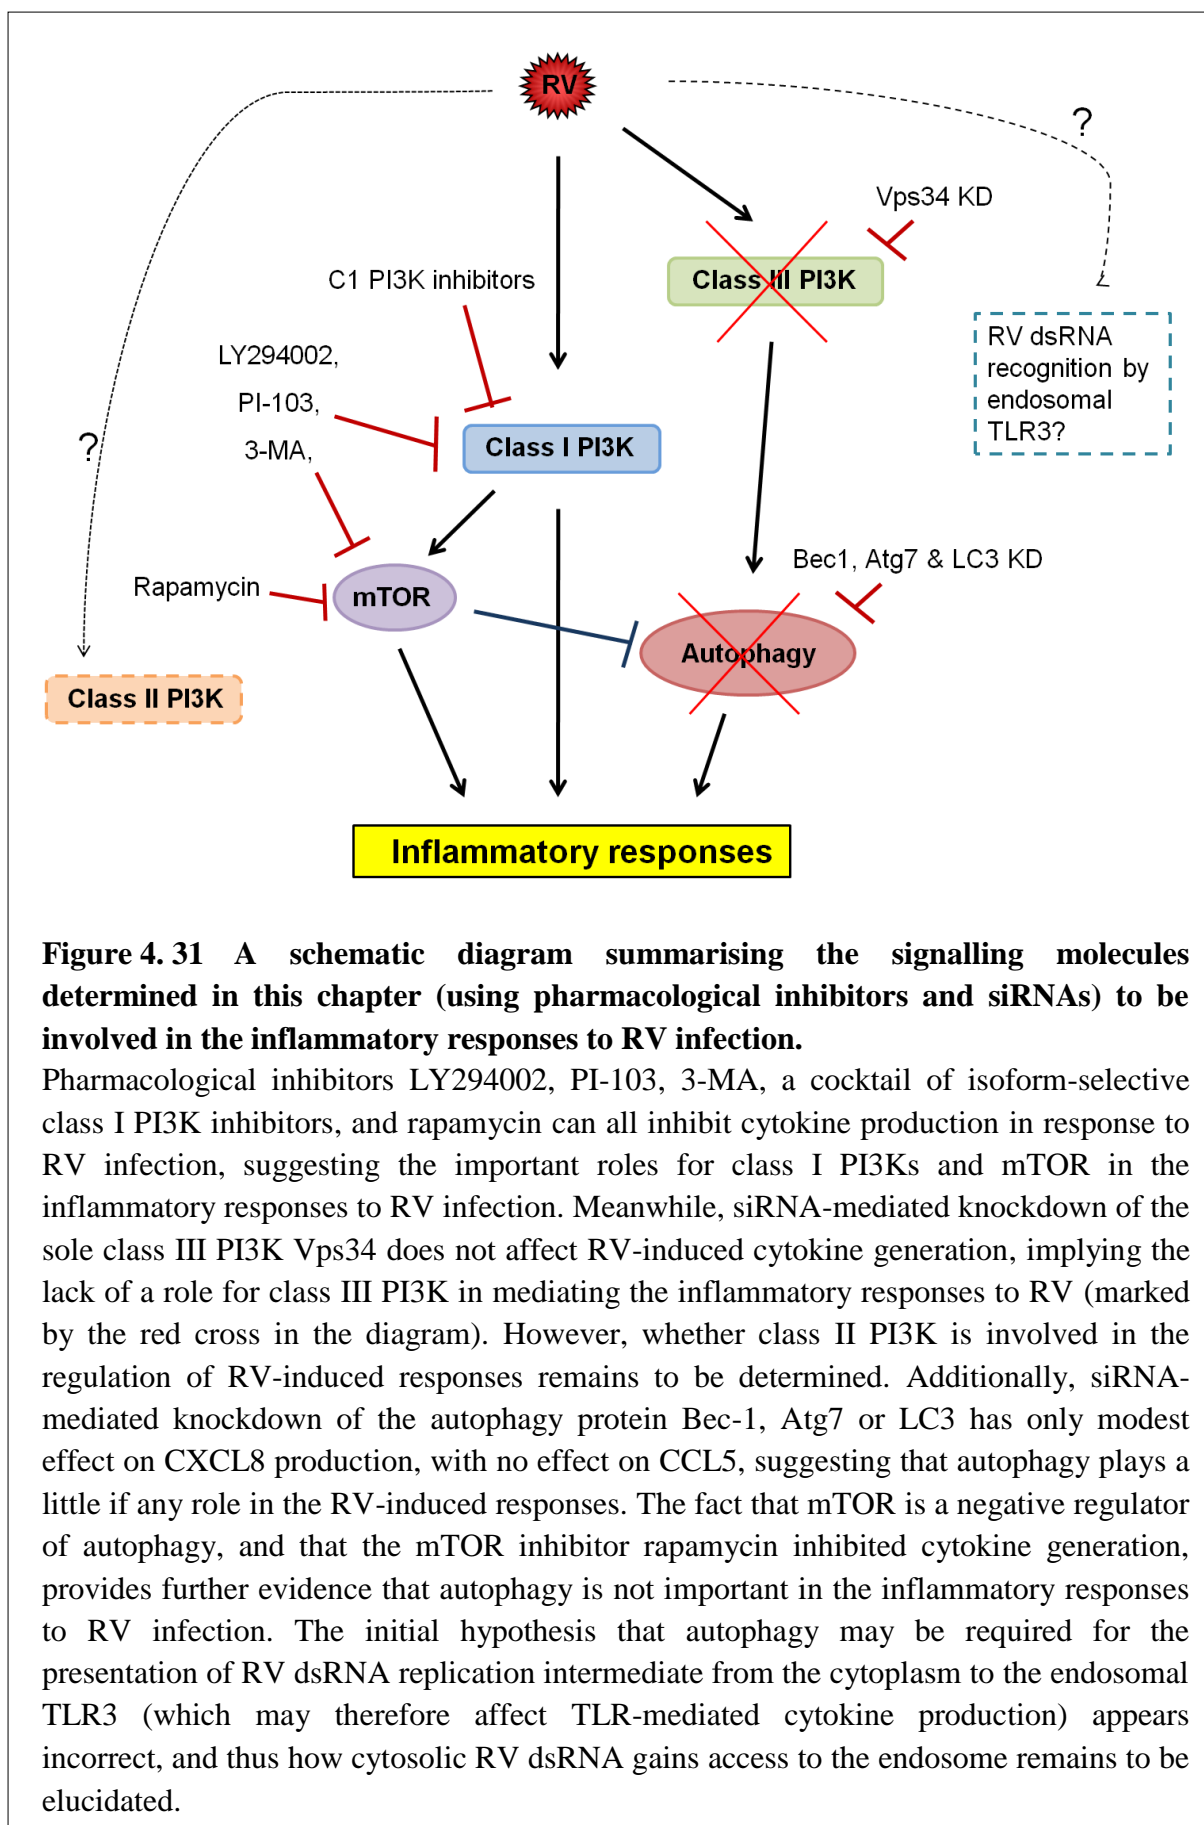 RV
?
Vps34 KD
Class III PI3K
C1 PI3K inhibitors
RV dsRNA
recognition by
endosomal
TLR3?
LY294002,
PI-103,
3-MA,
?
Class I PI3K
Bec1, Atg7 & LC3 KD
Rapamycin
mTOR
Autophagy
Class II PI3K
Inflammatory responses
Figure 4. 31 A schematic diagram summarising the signalling molecules
determined in this chapter (using pharmacological inhibitors and siRNAs) to be
involved in the inflammatory responses to RV infection.
Pharmacological inhibitors LY294002, PI-103, 3-MA, a cocktail of isoform-selective
class I PI3K inhibitors, and rapamycin can all inhibit cytokine production in response to
RV infection, suggesting the important roles for class I PI3Ks and mTOR in the
inflammatory responses to RV infection. Meanwhile, siRNA-mediated knockdown of the
sole class III PI3K Vps34 does not affect RV-induced cytokine generation, implying the
lack of a role for class III PI3K in mediating the inflammatory responses to RV (marked
by the red cross in the diagram). However, whether class II PI3K is involved in the
regulation of RV-induced responses remains to be determined. Additionally, siRNA-
mediated knockdown of the autophagy protein Bec-1, Atg7 or LC3 has only modest
effect on CXCL8 production, with no effect on CCL5, suggesting that autophagy plays a
little if any role in the RV-induced responses. The fact that mTOR is a negative regulator
of autophagy, and that the mTOR inhibitor rapamycin inhibited cytokine generation,
provides further evidence that autophagy is not important in the inflammatory responses
to RV infection. The initial hypothesis that autophagy may be required for the
presentation of RV dsRNA replication intermediate from the cytoplasm to the endosomal
TLR3 (which may therefore affect TLR-mediated cytokine production) appears
incorrect, and thus how cytosolic RV dsRNA gains access to the endosome remains to be
elucidated.